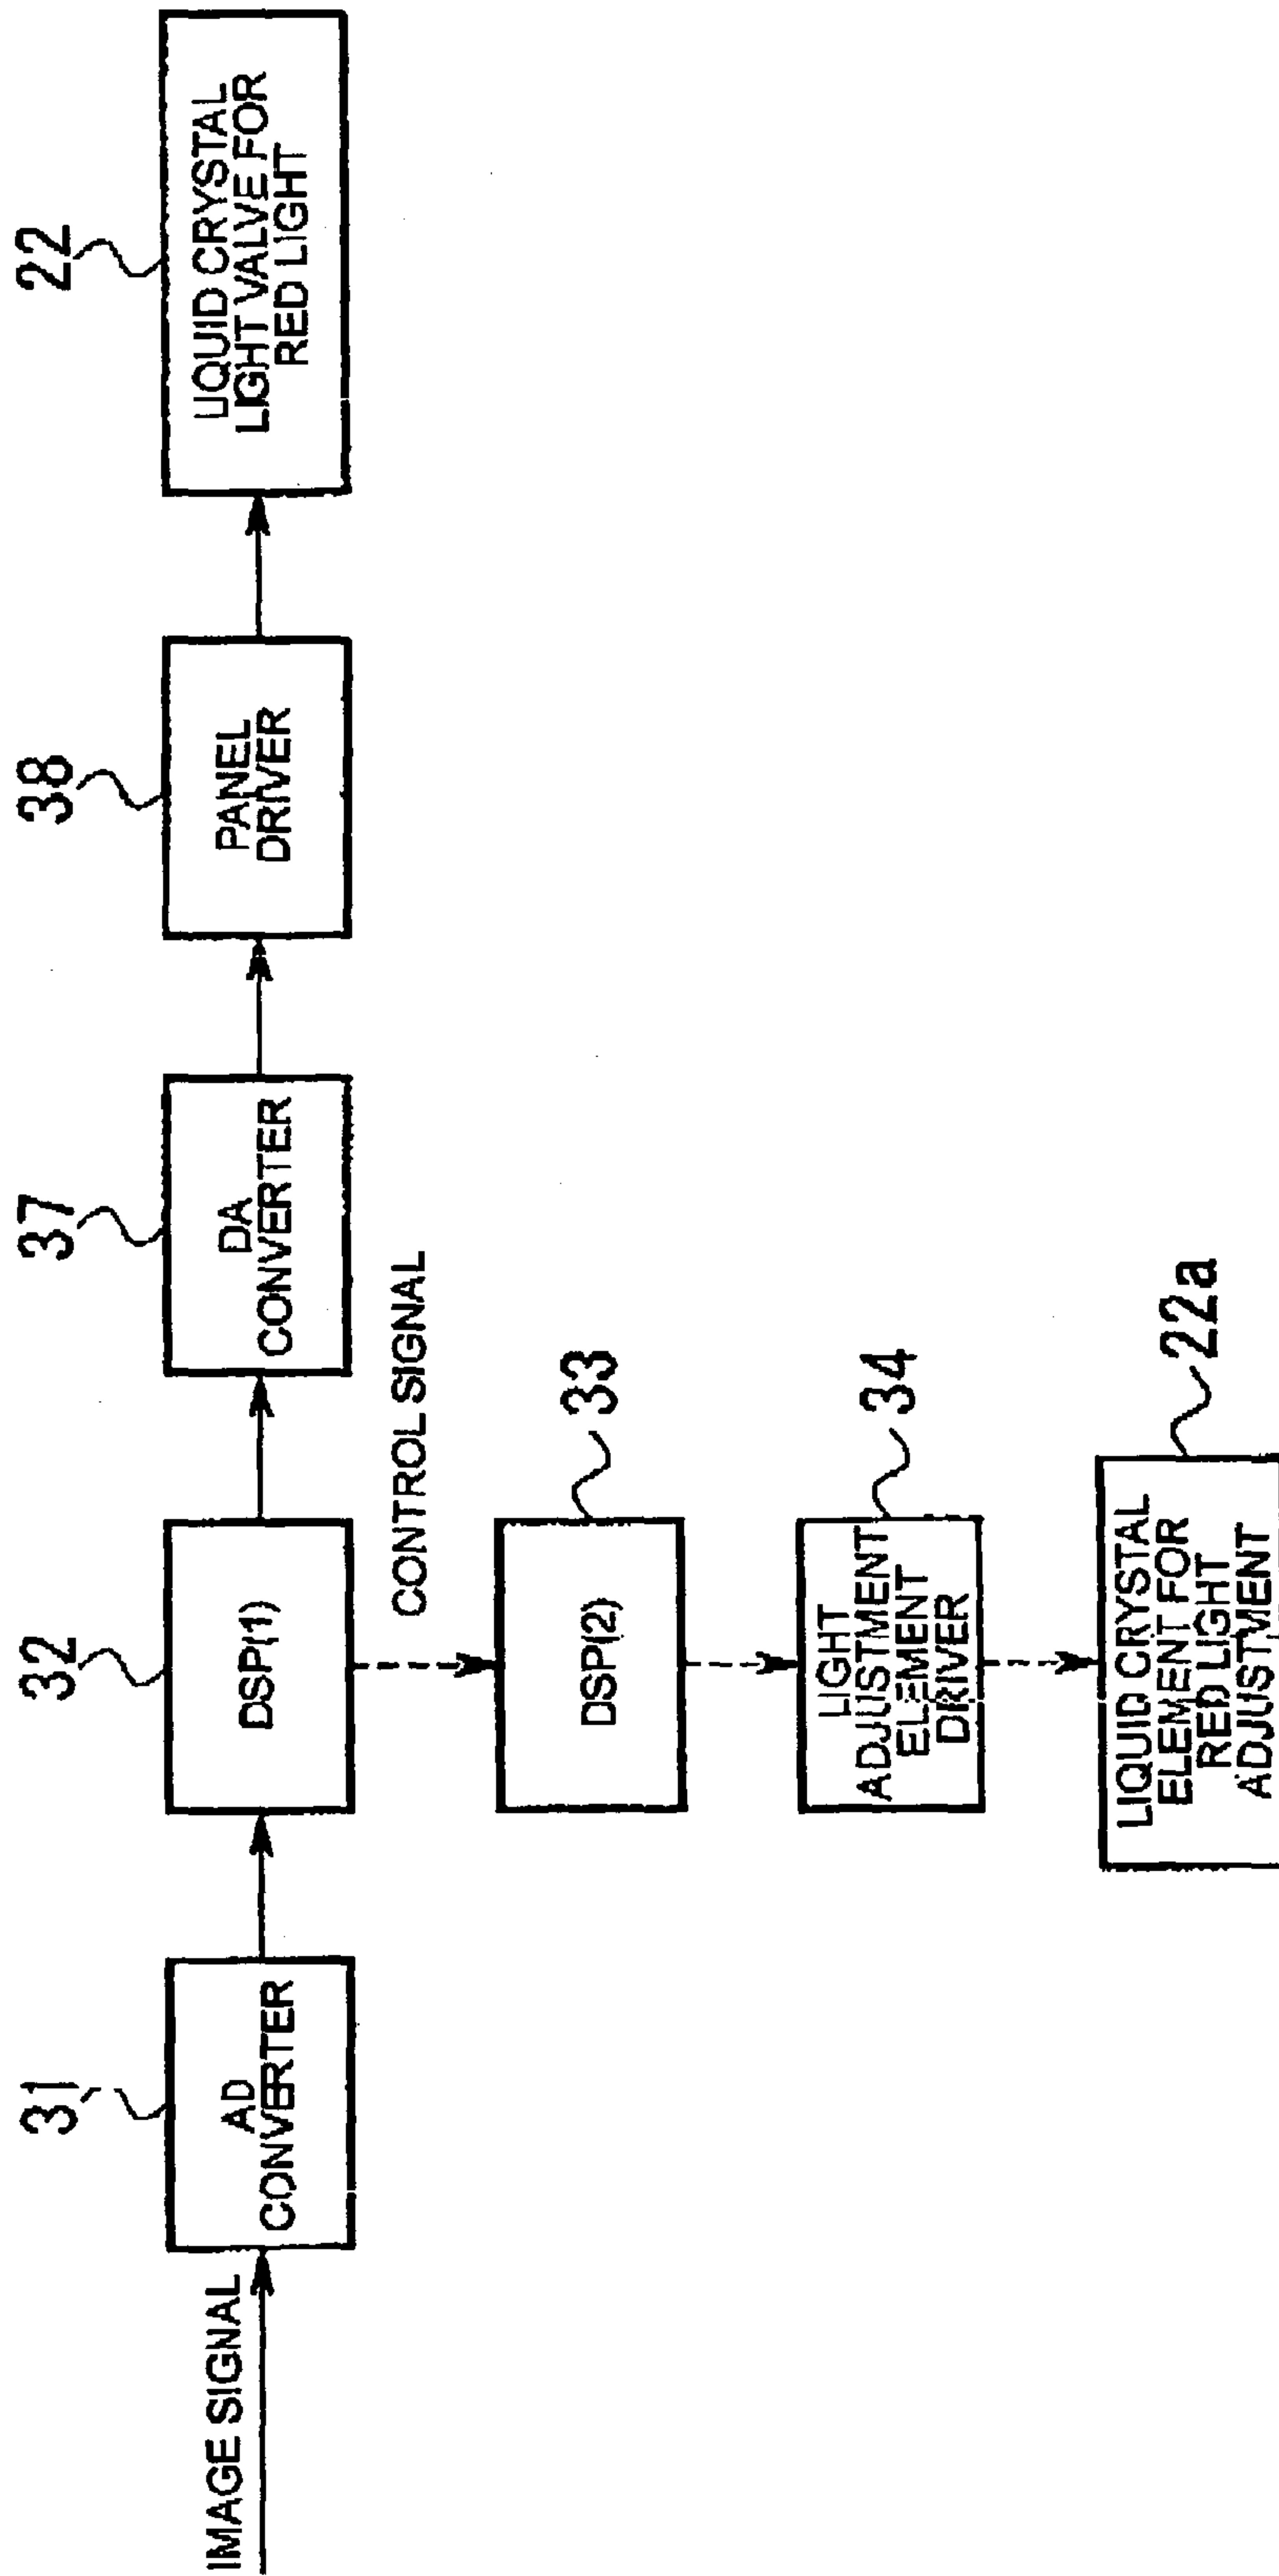 IMAGE SIGNAL
31
AD
CONVERTER
32
DSP(1)
37
DA
CONVERTER
38
PANEL
DRIVER
22
LIQUID CRYSTAL
LIGHT VALVE FOR
RED LIGHT
CONTROL SIGNAL
33
DSP(2)
34
LIGHT
ADJUSTMENT
ELEMENT
DRIVER
22a
LIQUID CRYSTAL
ELEMENT FOR
RED LIGHT
ADJUSTMENT